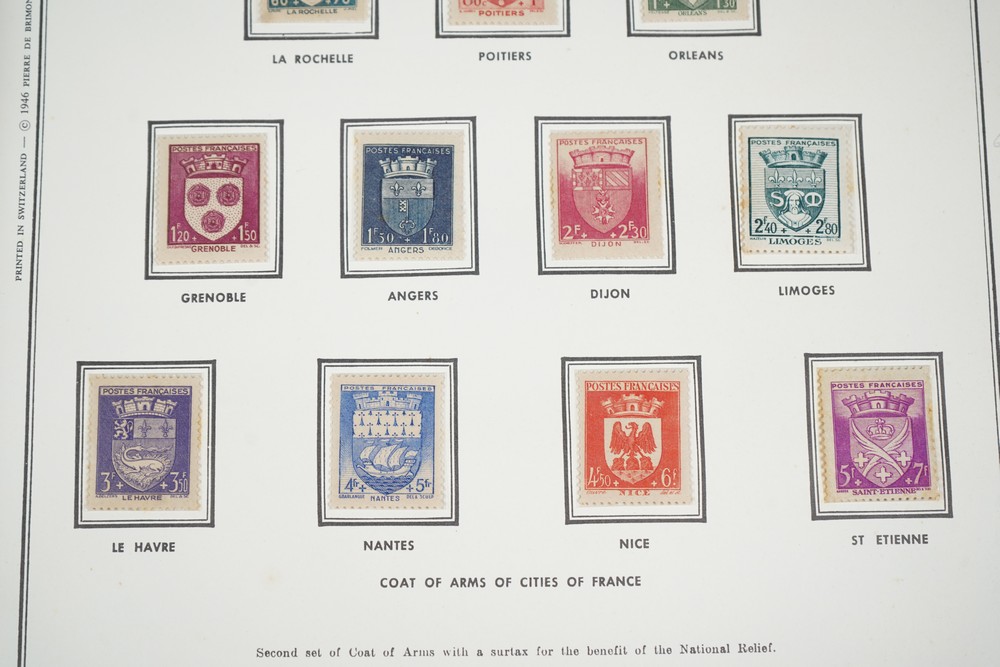 PRINTED IN SWITZERLAND — © 1946 PIERRE DE BRIMON
LA ROCHELLE
POITIERS
ORLEANS
LA ROCHELLE
POITIERS
ORLEANS
POSTES FRANÇAISES
1F20 + 1F50
GRENOBLE
POSTES FRANÇAISES
1F50 + 1F80
ANGERS
POSTES FRANÇAISES
2F + 2F30
DIJON
POSTES FRANÇAISES
S M
2F40 + 2F80
LIMOGES
GRENOBLE
ANGERS
DIJON
LIMOGES
POSTES FRANÇAISES
3F + 3F50
LE HAVRE
POSTES FRANÇAISES
4Fr + 5Fr
NANTES
POSTES FRANÇAISES
4F50 + 6F
NICE
POSTES FRANÇAISES
5F + 7F
SAINT-ETIENNE
LE HAVRE
NANTES
NICE
ST ETIENNE
COAT OF ARMS OF CITIES OF FRANCE
Second set of Coat of Arms with a surtax for the benefit of the National Relief.